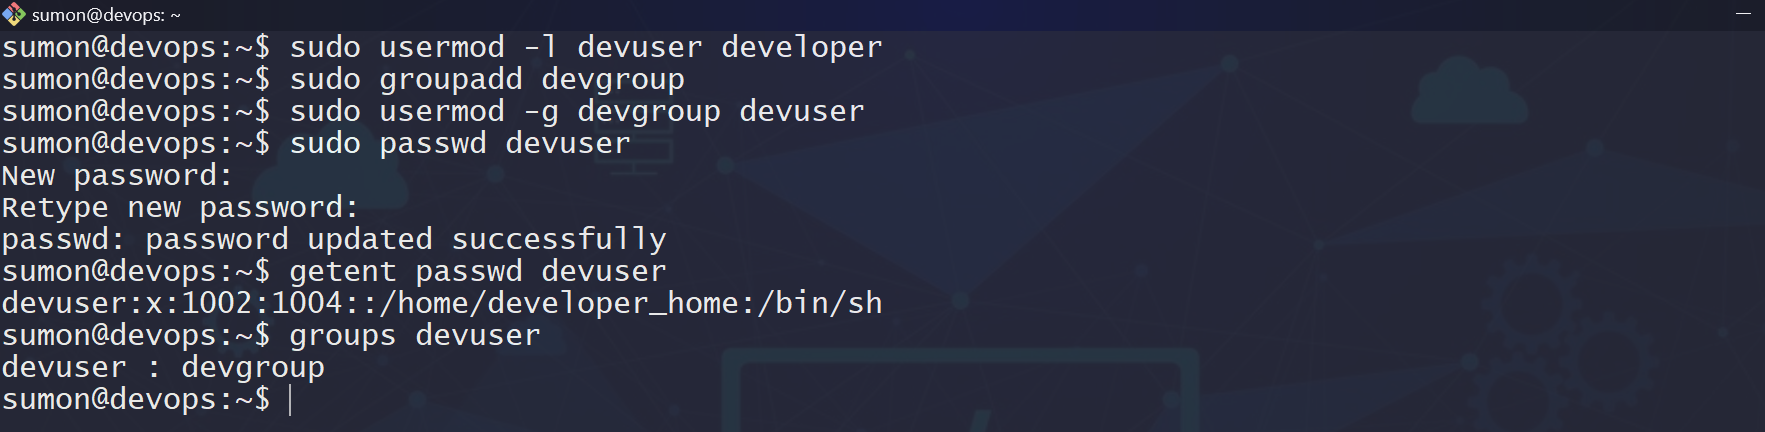 sumon@devops: ~
sumon@devops:~$ sudo usermod -l devuser developer
sumon@devops:~$ sudo groupadd devgroup
sumon@devops:~$ sudo usermod -g devgroup devuser
sumon@devops:~$ sudo passwd devuser
New password:
Retype new password:
passwd: password updated successfully
sumon@devops:~$ getent passwd devuser
devuser:x:1002:1004::/home/developer_home:/bin/sh
sumon@devops:~$ groups devuser
devuser : devgroup
sumon@devops:~$